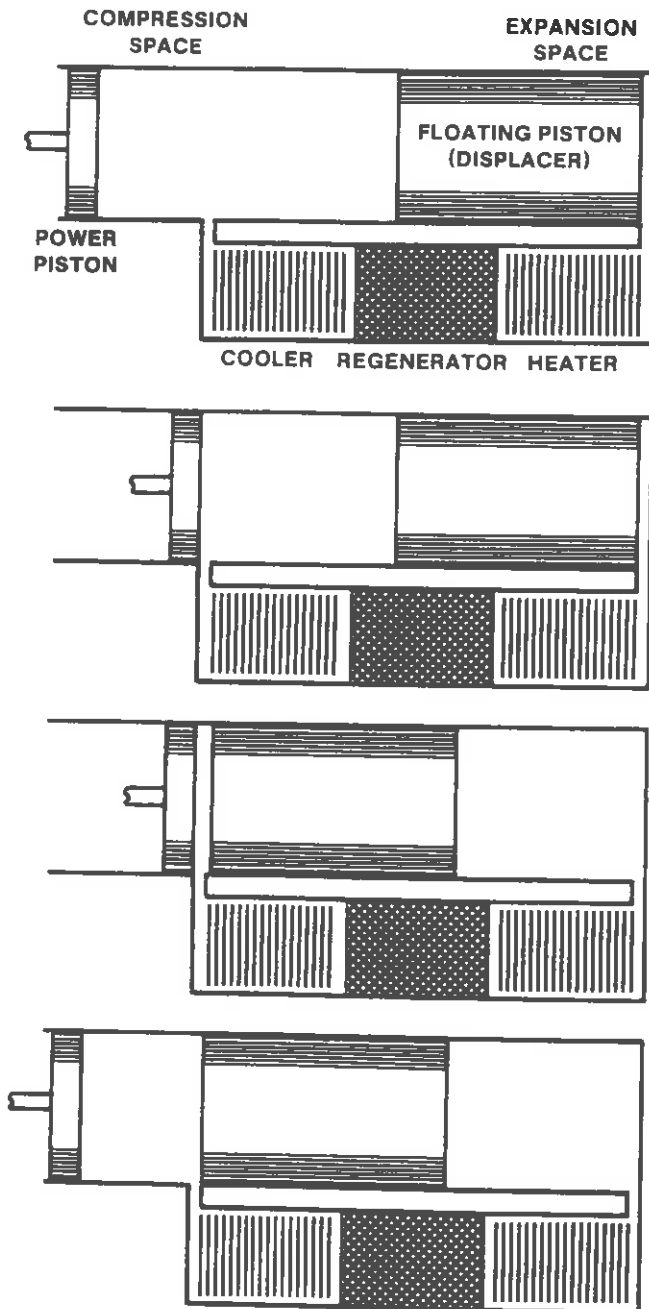 COMPRESSION
SPACE
EXPANSION
SPACE
FLOATING PISTON
(DISPLACER)
POWER
PISTON
COOLER REGENERATOR HEATER